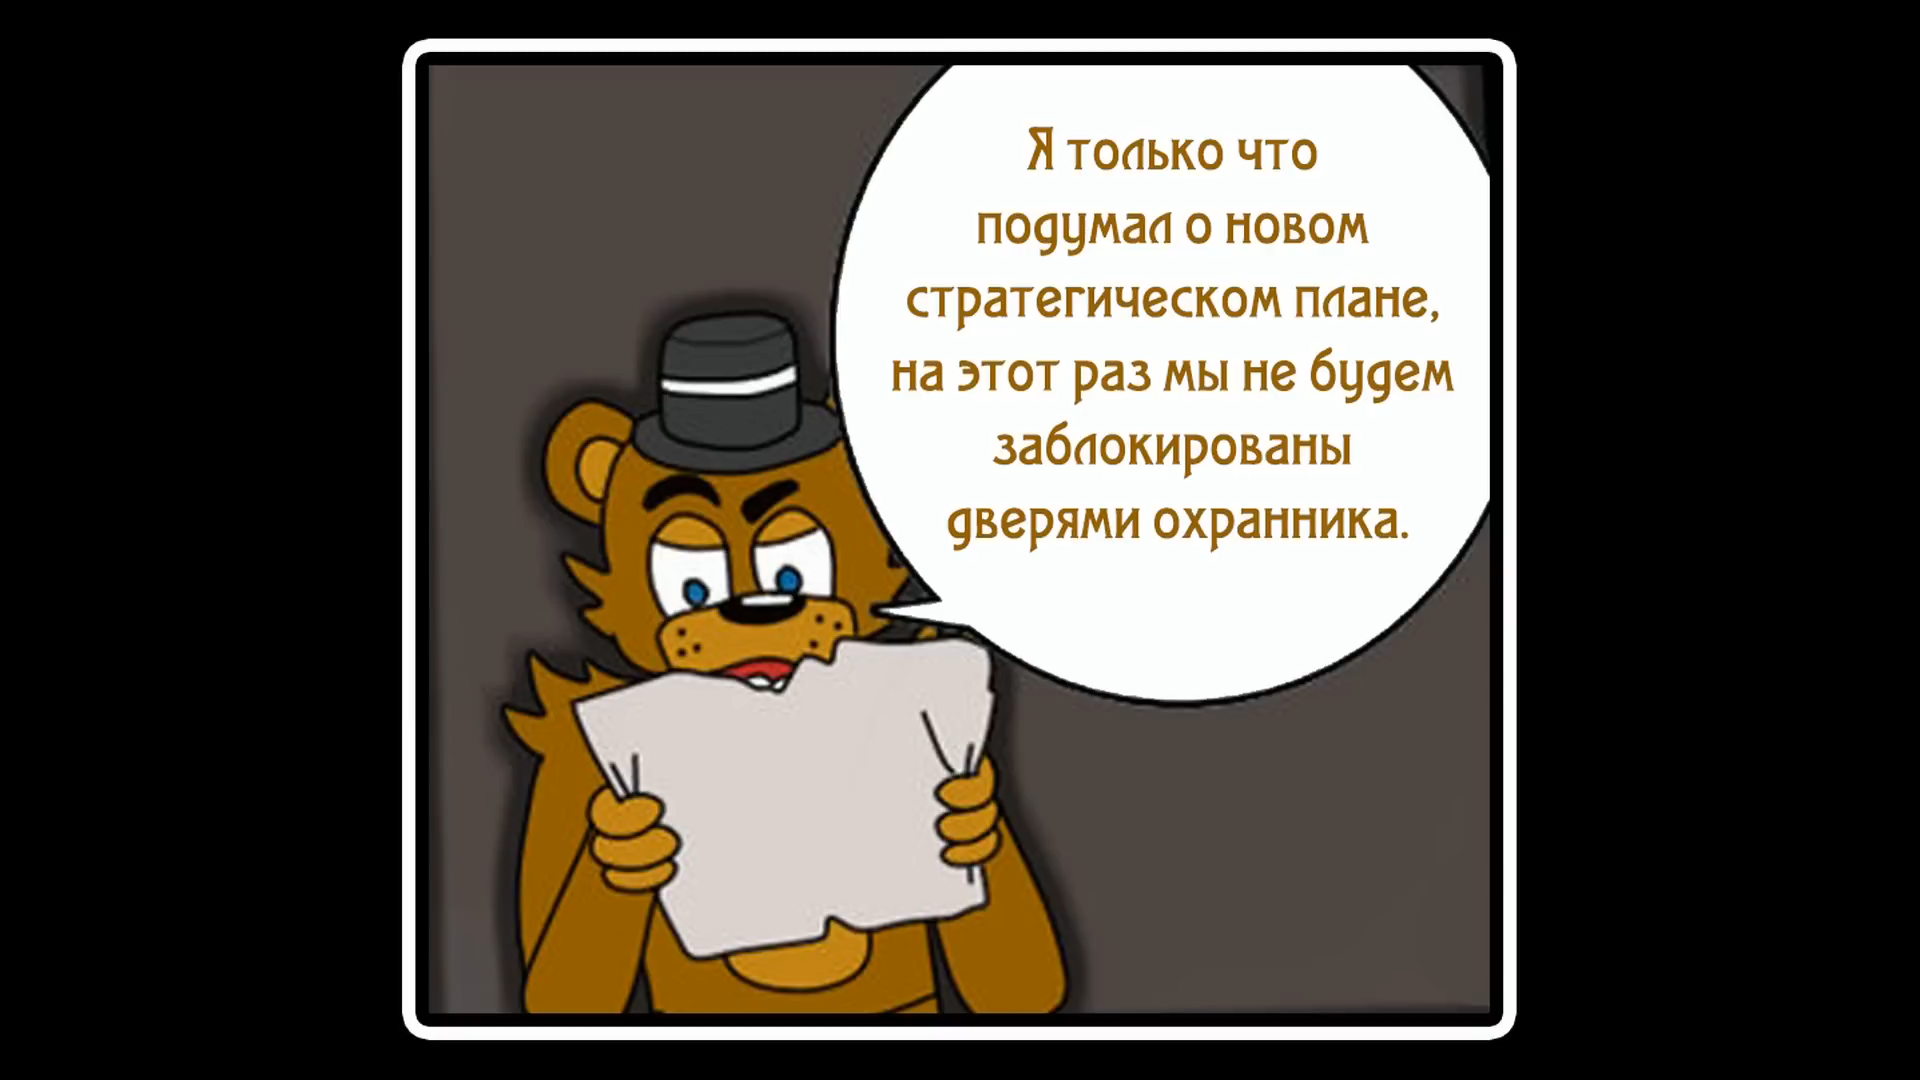 Я только что
подумал о новом
стратегическом плане,
на этот раз мы не будем
заблокированы
дверями охранника.